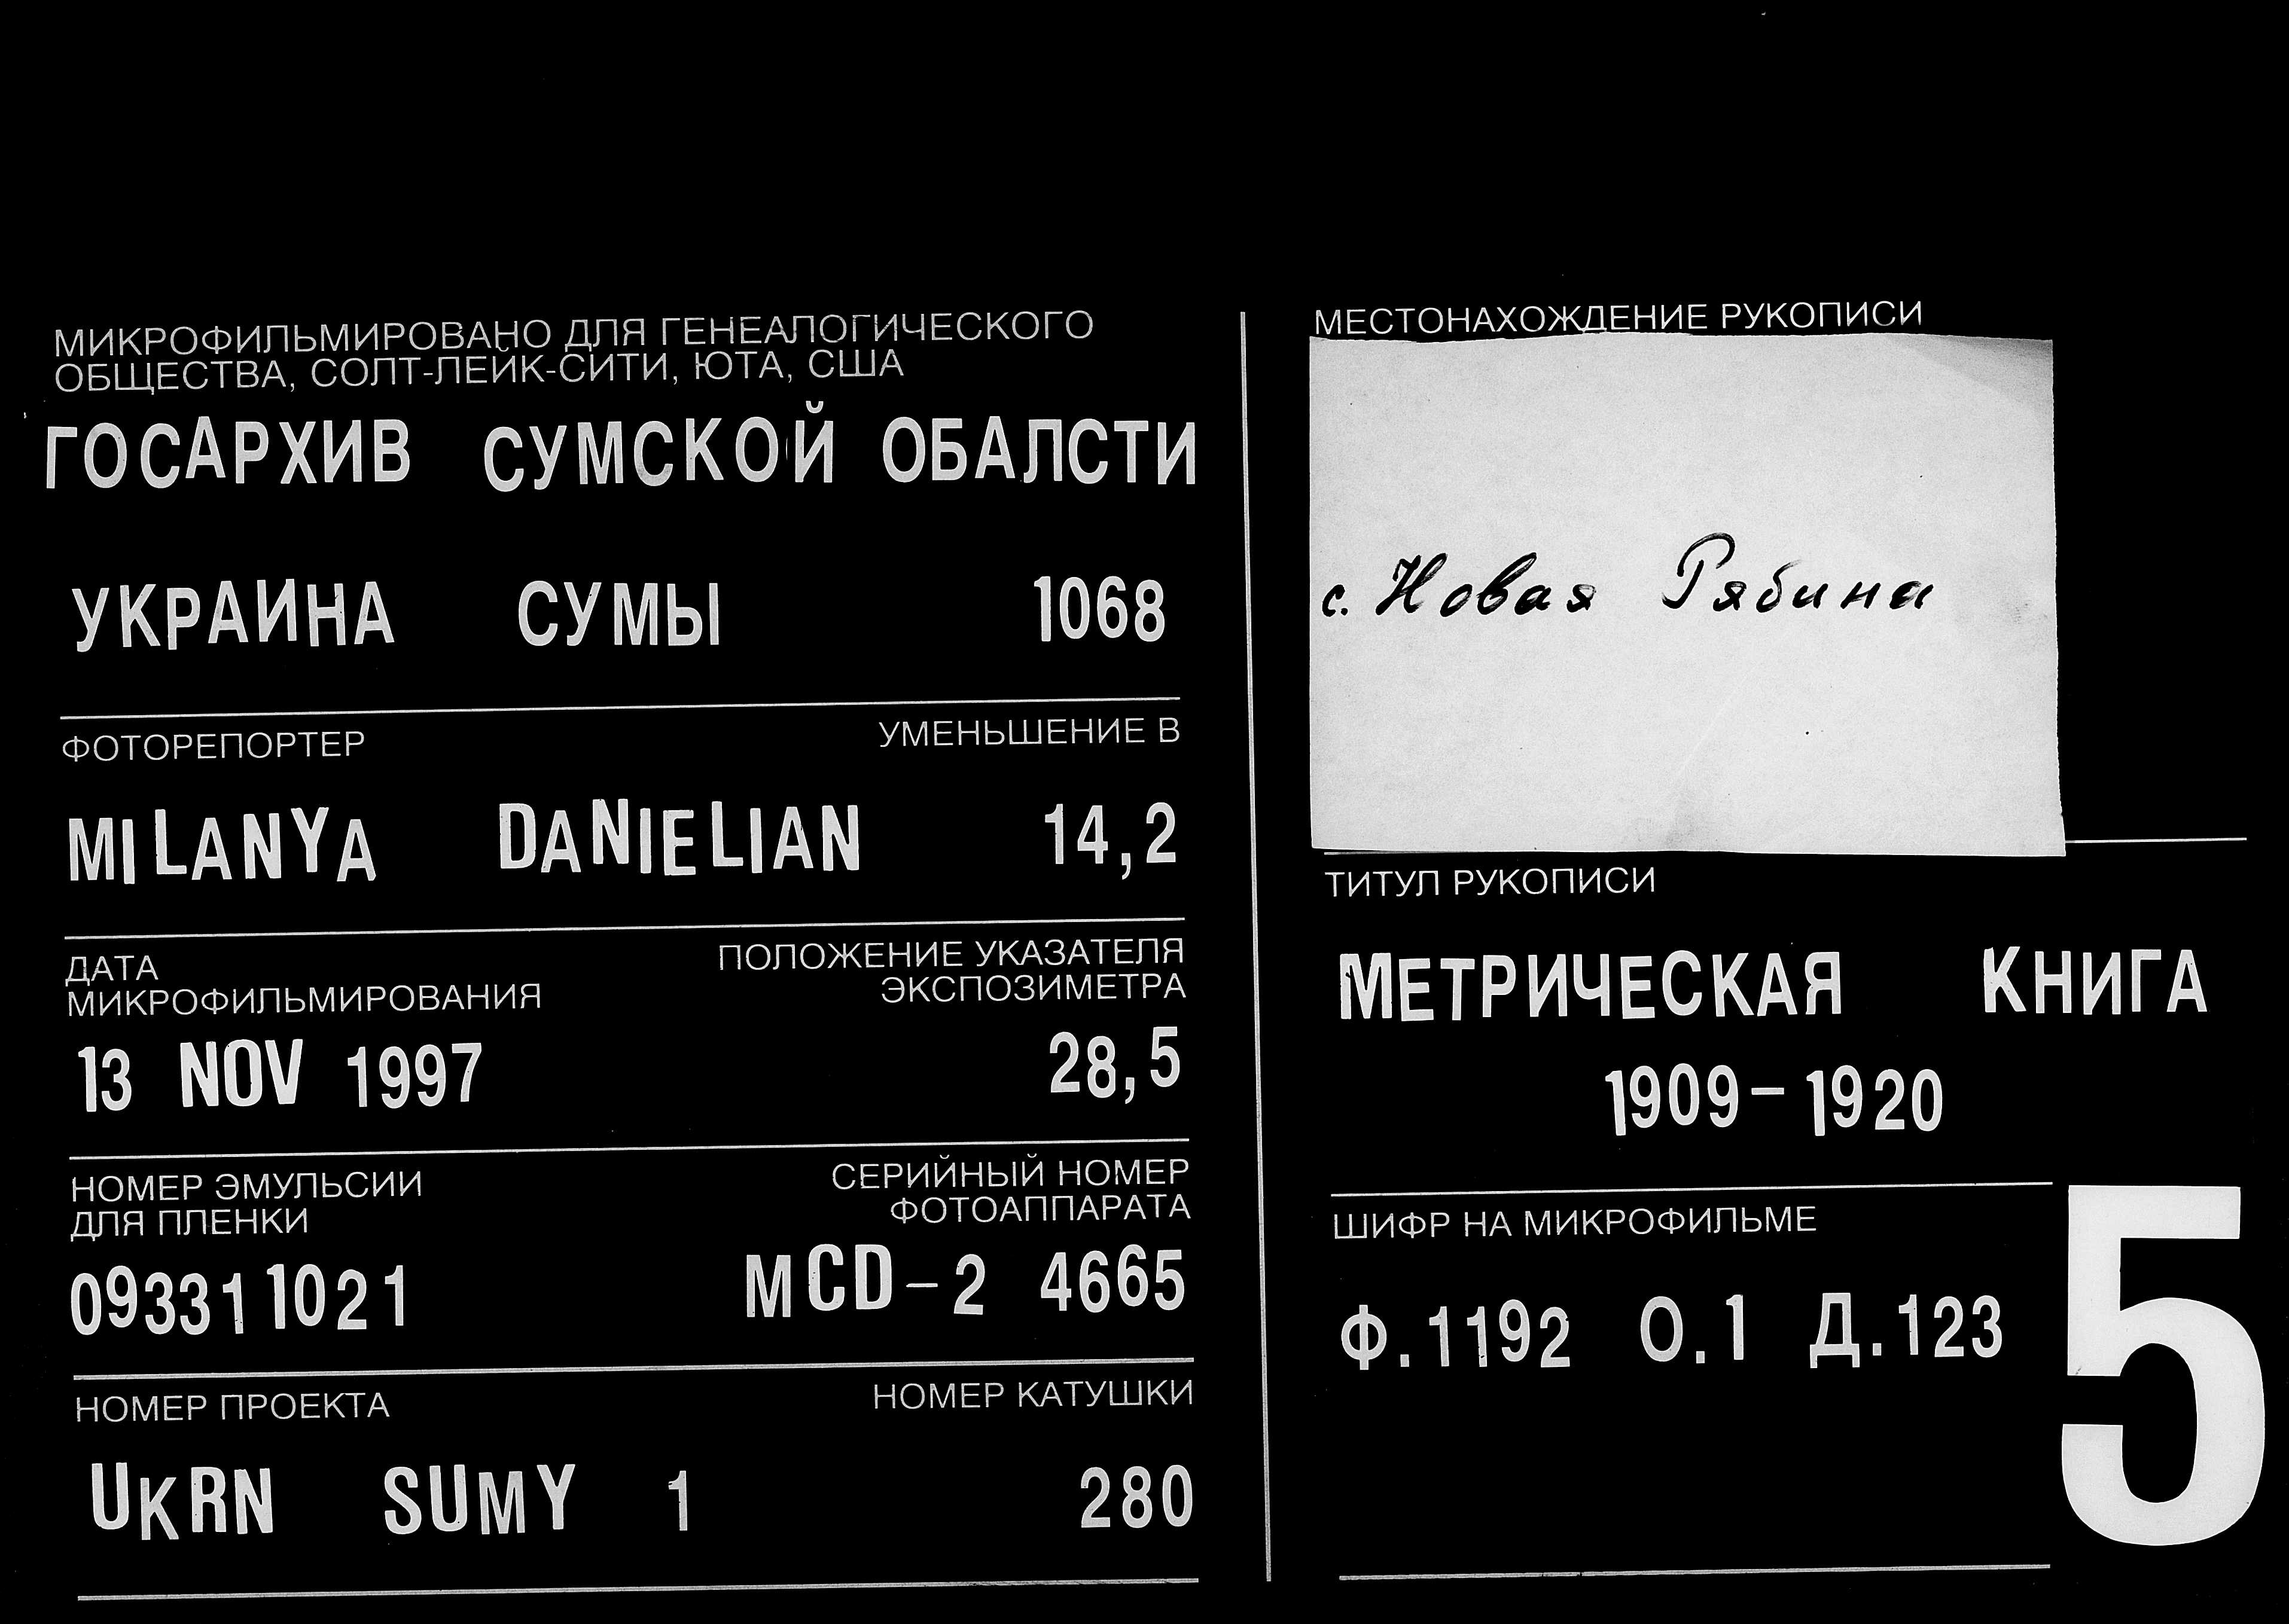 МИКРОФИЛЬМИРОВАНО ДЛЯ ГЕНЕАЛОГИЧЕСКОГО
ОБЩЕСТВА, СОЛТ-ЛЕЙК-СИТИ, ЮТА, США
ГОСАРХИВ СУМСКОЙ ОБАЛСТИ
УКРАИНА СУМЫ 1068
ФОТОРЕПОРТЕР УМЕНЬШЕНИЕ В
MILANYA DANIELIAN 14,2
ДАТА
МИКРОФИЛЬМИРОВАНИЯ
ПОЛОЖЕНИЕ УКАЗАТЕЛЯ
ЭКСПОЗИМЕТРА
13 NOV 1997 28,5
НОМЕР ЭМУЛЬСИИ
ДЛЯ ПЛЕНКИ
СЕРИЙНЫЙ НОМЕР
ФОТОАППАРАТА
09331 1021 MCD-2 4665
НОМЕР ПРОЕКТА НОМЕР КАТУШКИ
UKRN SUMY 1 280
МЕСТОНАХОЖДЕНИЕ РУКОПИСИ
с. Новая Рябина
ТИТУЛ РУКОПИСИ
МЕТРИЧЕСКАЯ КНИГА
1909-1920
ШИФР НА МИКРОФИЛЬМЕ
Ф.1192 О.1 Д.123
5